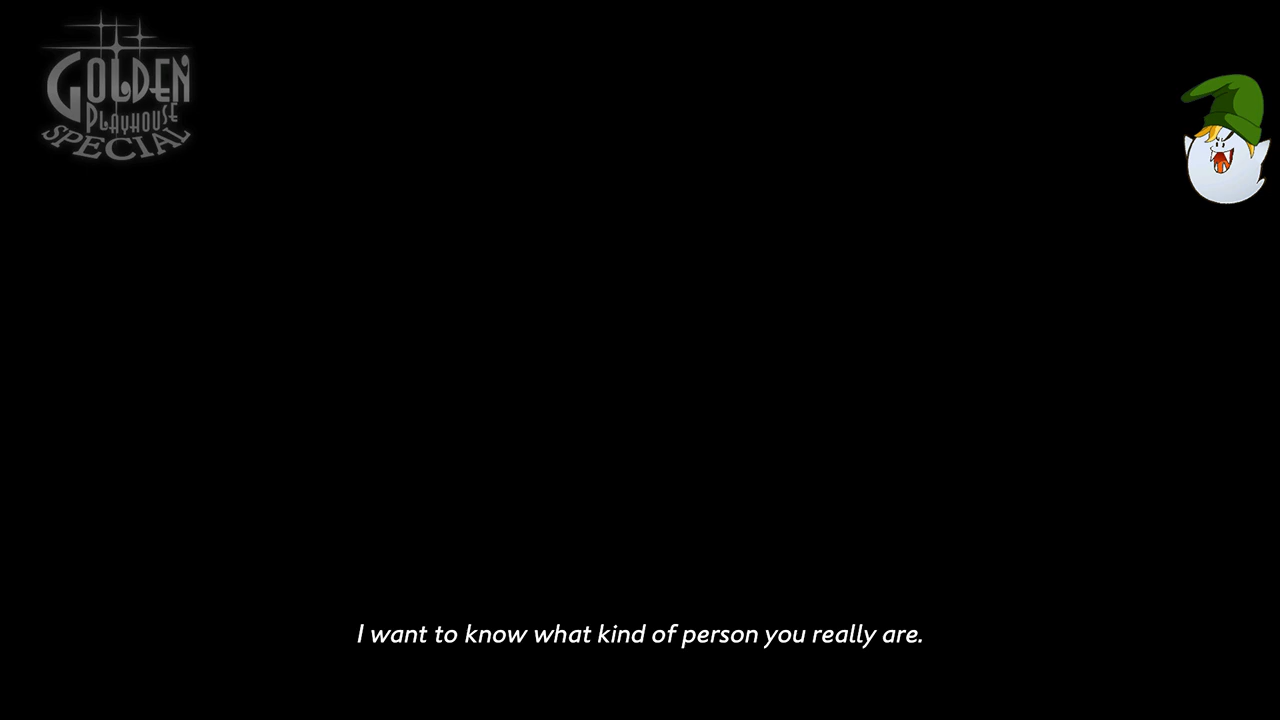 GOLDEN
PLAYHOUSE
SPECIAL
I want to know what kind of person you really are.